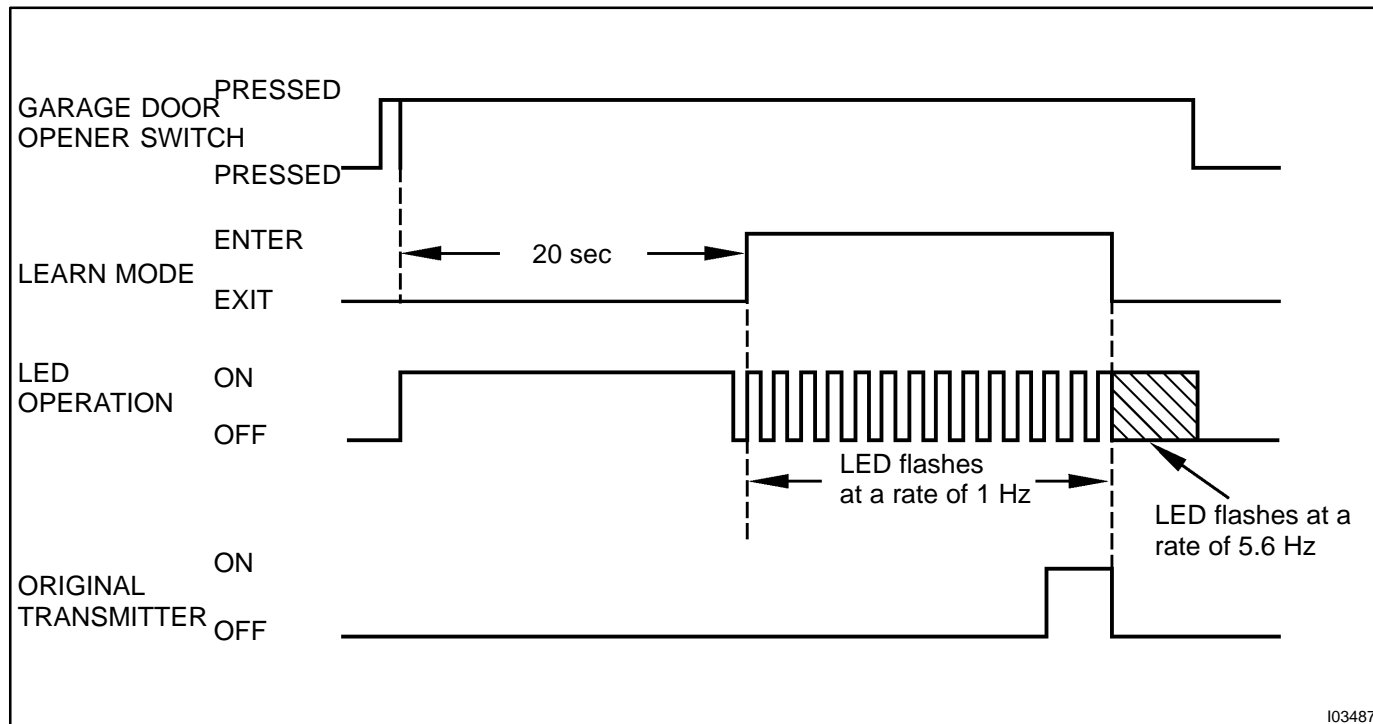 PRESSED
GARAGE DOOR
OPENER SWITCH
PRESSED
ENTER
LEARN MODE
20 sec
EXIT
LED
OPERATION
ON
OFF
LED flashes
at a rate of 1 Hz
LED flashes at a
rate of 5.6 Hz
ON
ORIGINAL
TRANSMITTER
OFF
I03487